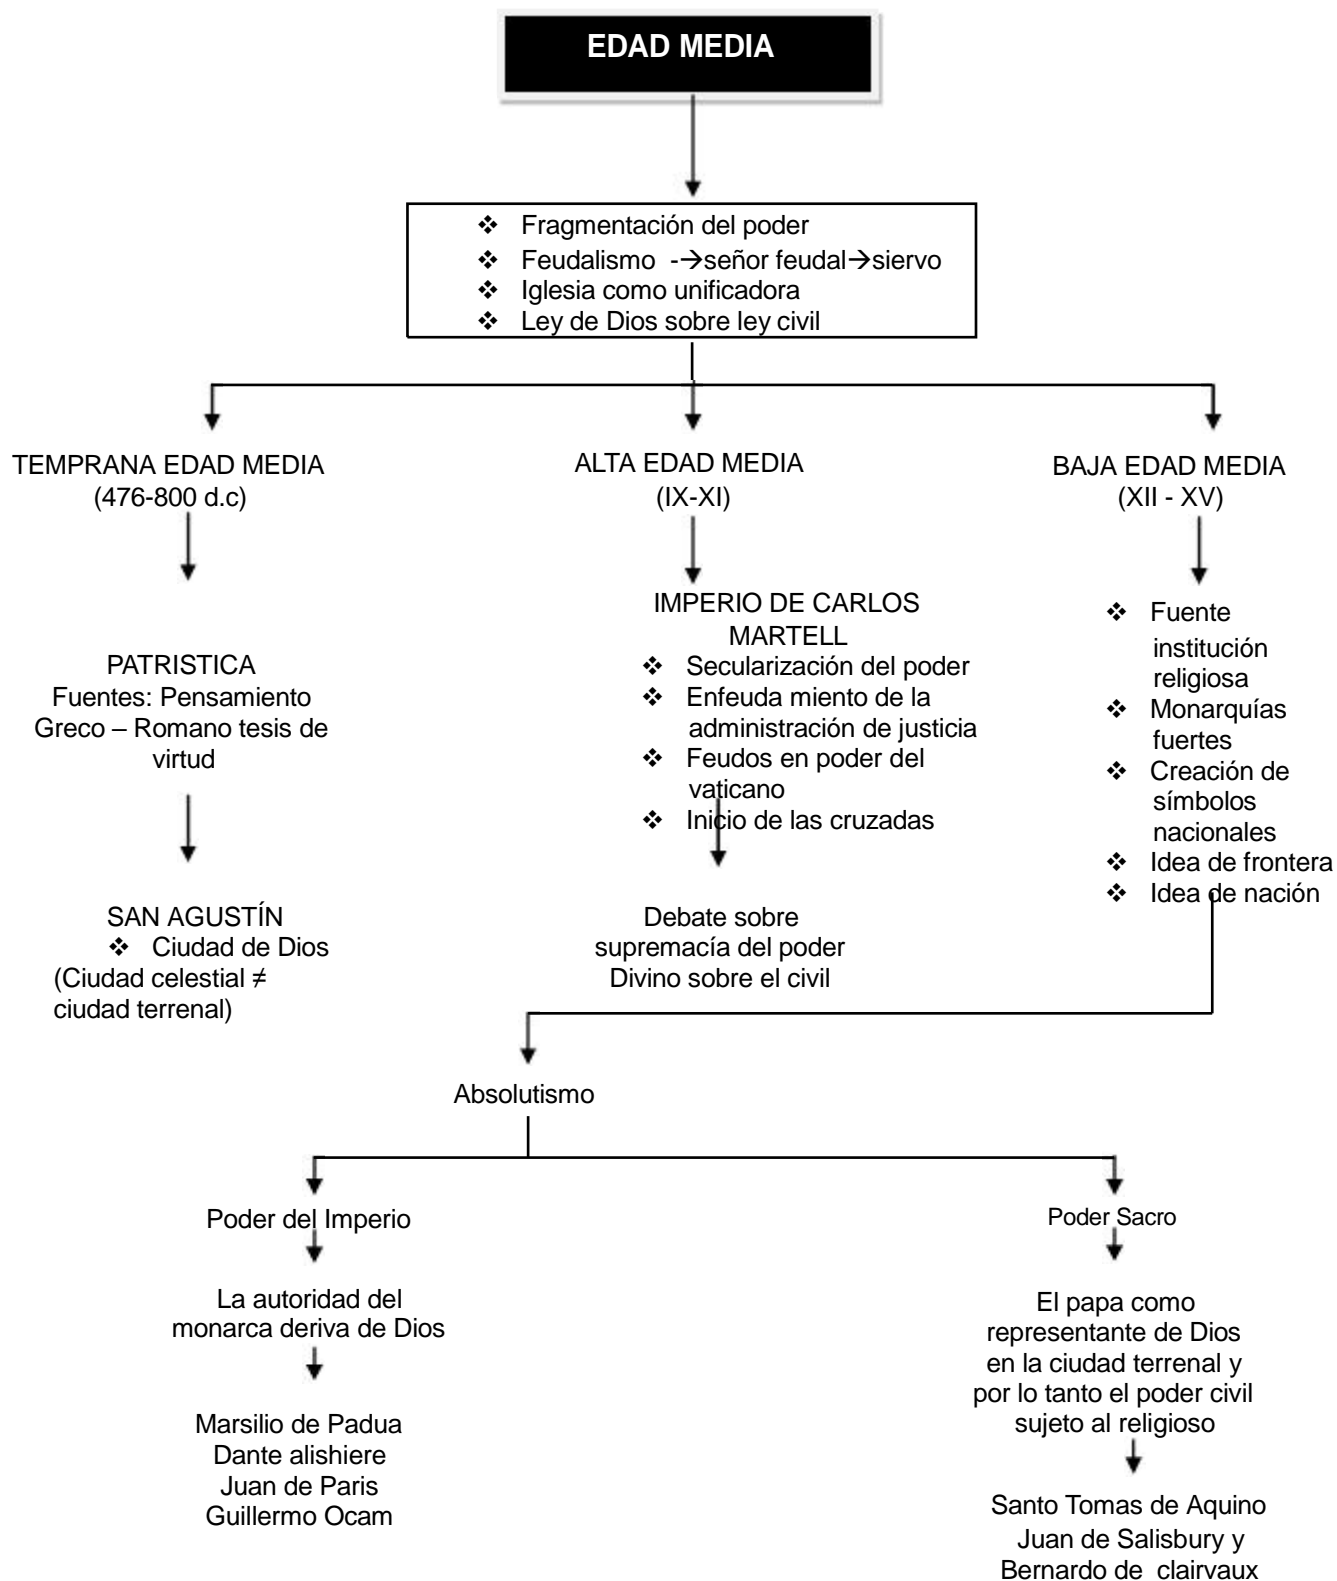 EDAD MEDIA
❖ Fragmentación del poder
❖ Feudalismo -→señor feudal→siervo
❖ Iglesia como unificadora
❖ Ley de Dios sobre ley civil
TEMPRANA EDAD MEDIA
(476-800 d.c)
PATRISTICA
Fuentes: Pensamiento
Greco – Romano tesis de
virtud
SAN AGUSTÍN
❖ Ciudad de Dios
(Ciudad celestial ≠
ciudad terrenal)
ALTA EDAD MEDIA
(IX-XI)
IMPERIO DE CARLOS
MARTELL
❖ Secularización del poder
❖ Enfeuda miento de la
administración de justicia
❖ Feudos en poder del
vaticano
❖ Inicio de las cruzadas
Debate sobre
supremacía del poder
Divino sobre el civil
BAJA EDAD MEDIA
(XII - XV)
❖ Fuente
institución
religiosa
❖ Monarquías
fuertes
❖ Creación de
símbolos
nacionales
❖ Idea de frontera
❖ Idea de nación
Absolutismo
Poder del Imperio
La autoridad del
monarca deriva de Dios
Marsilio de Padua
Dante alishiere
Juan de Paris
Guillermo Ocam
Poder Sacro
El papa como
representante de Dios
en la ciudad terrenal y
por lo tanto el poder civil
sujeto al religioso
Santo Tomas de Aquino
Juan de Salisbury y
Bernardo de clairvaux